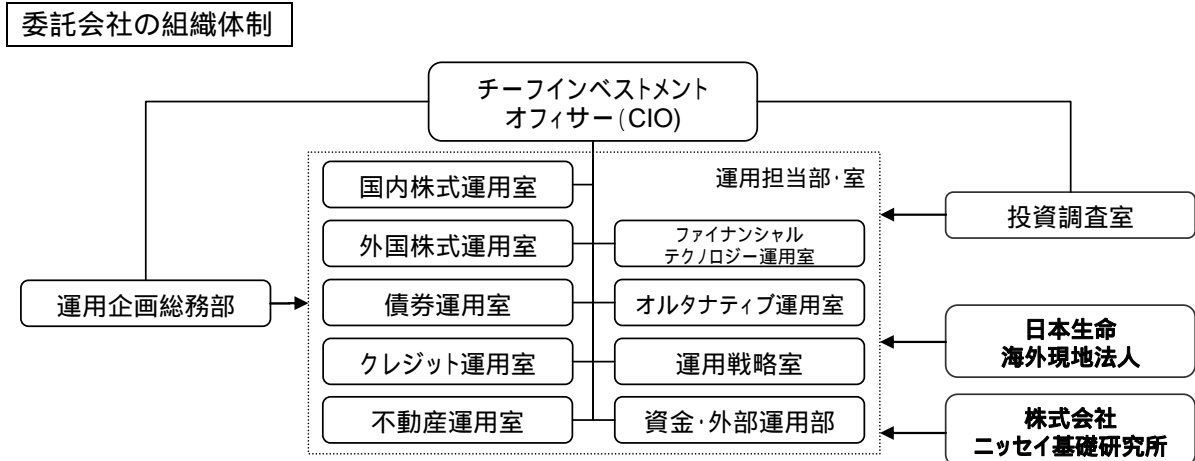 委託会社の組織体制
チーフインベストメント
オフィサー(CIO)
運用担当部・室
国内株式運用室
外国株式運用室
債券運用室
クレジット運用室
不動産運用室
ファイナンシャル
テクノロジー運用室
オルタナティブ運用室
運用戦略室
資金・外部運用部
運用企画総務部
投資調査室
日本生命
海外現地法人
株式会社
ニッセイ基礎研究所